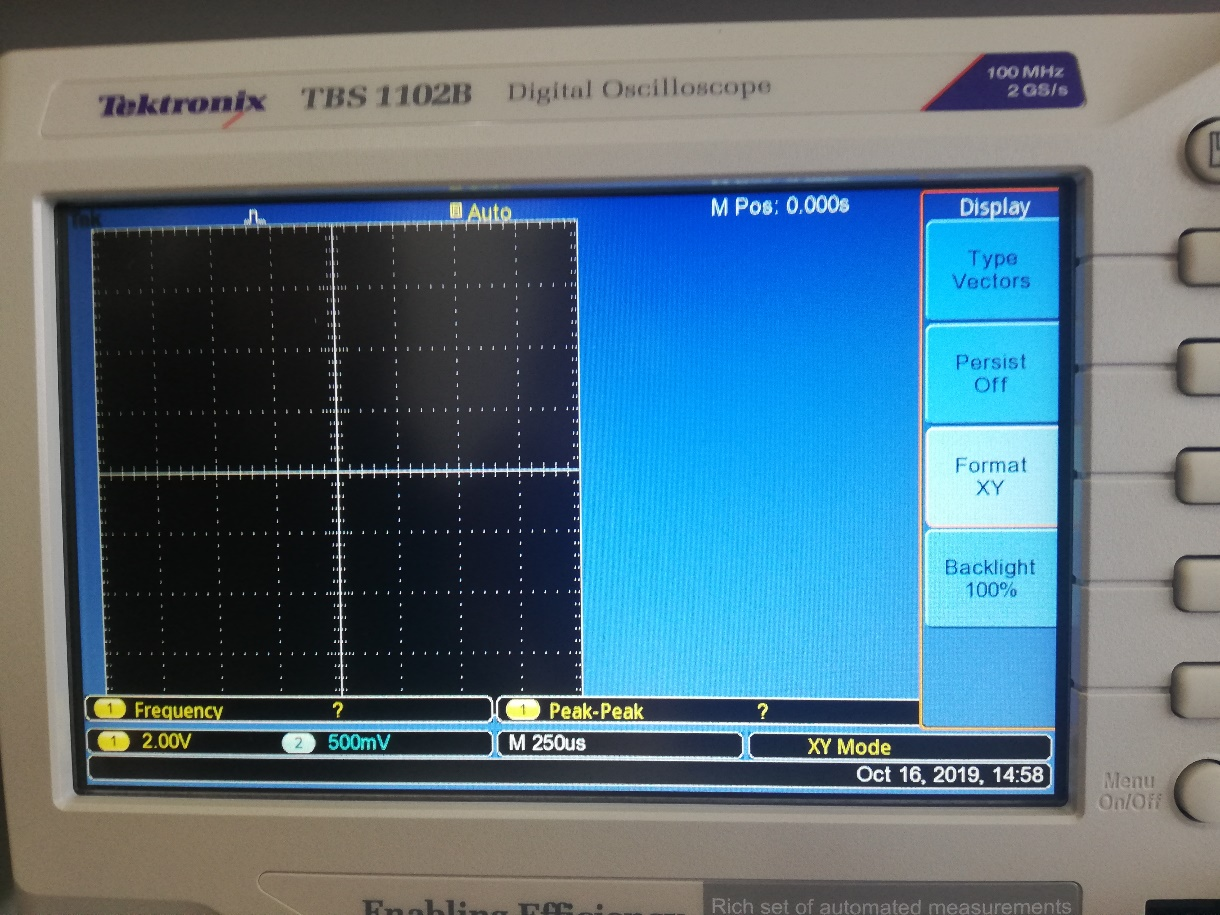 Tektronix TBS 1102B Digital Oscilloscope
100 MHz
2 GS/s
Tek Auto M Pos: 0.000s
Display
Type
Vectors
Persist
Off
Format
XY
Backlight
100%
1 Frequency ? 1 Peak-Peak ?
1 2.00V 2 500mV M 250us XY Mode
Oct 16, 2019, 14:58
Menu
On/Off
Enabling Efficiency
Rich set of automated measurements